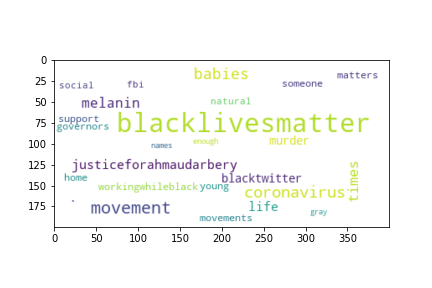 0
25
50
75
100
125
150
175
0 50 100 150 200 250 300 350
babies
matters
social
fbi
someone
melanin
natural
support
blacklivesmatter
governors
names
enough
murder
justiceforahmaudarbery
times
home
workingwhileblack
young
blacktwitter
coronavirus
movement
life
gray
movements